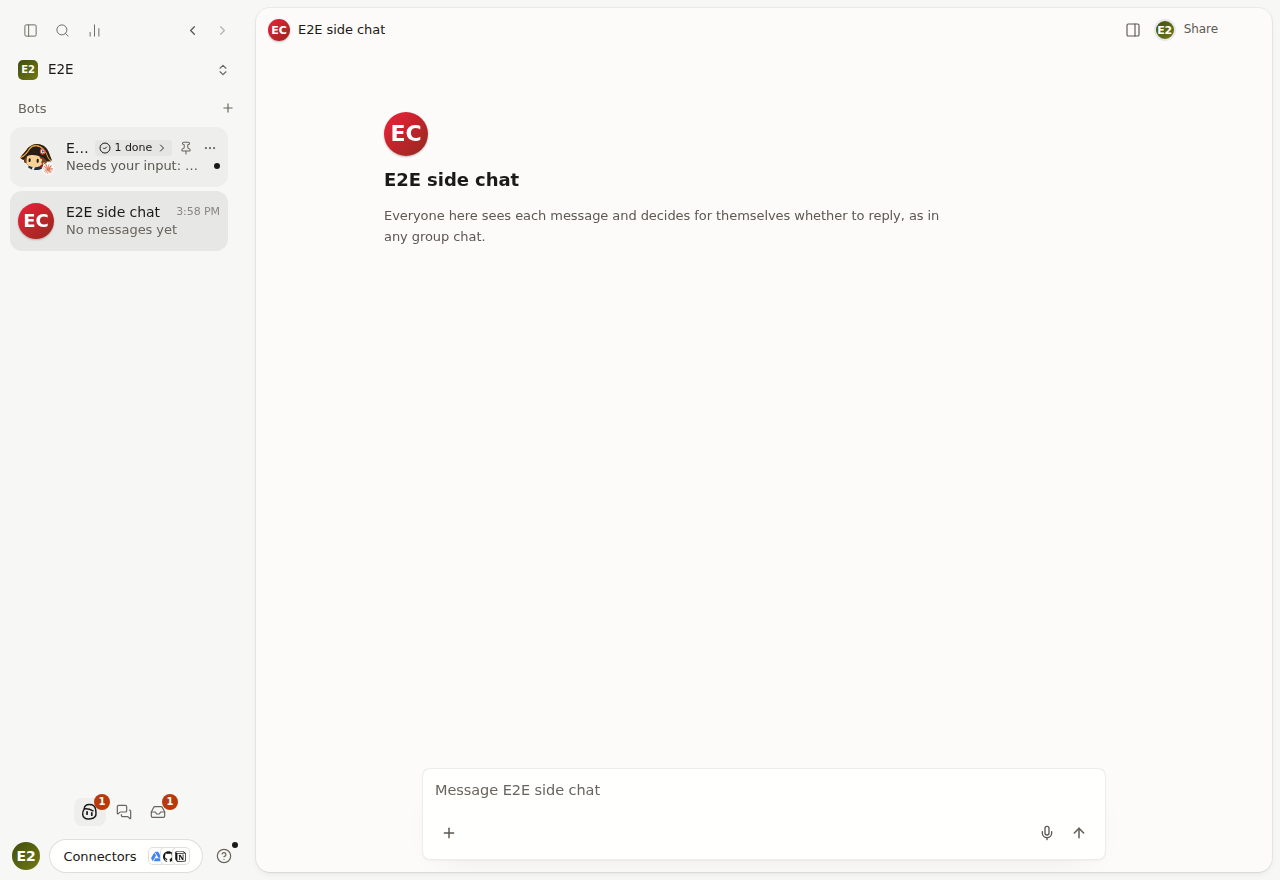 EC E2E side chat
E2 Share
E2 E2E
Bots
E... 1 done
Needs your input: ...
EC E2E side chat 3:58 PM
No messages yet
EC
E2E side chat
Everyone here sees each message and decides for themselves whether to reply, as in
any group chat.
Message E2E side chat
1 1
E2 Connectors